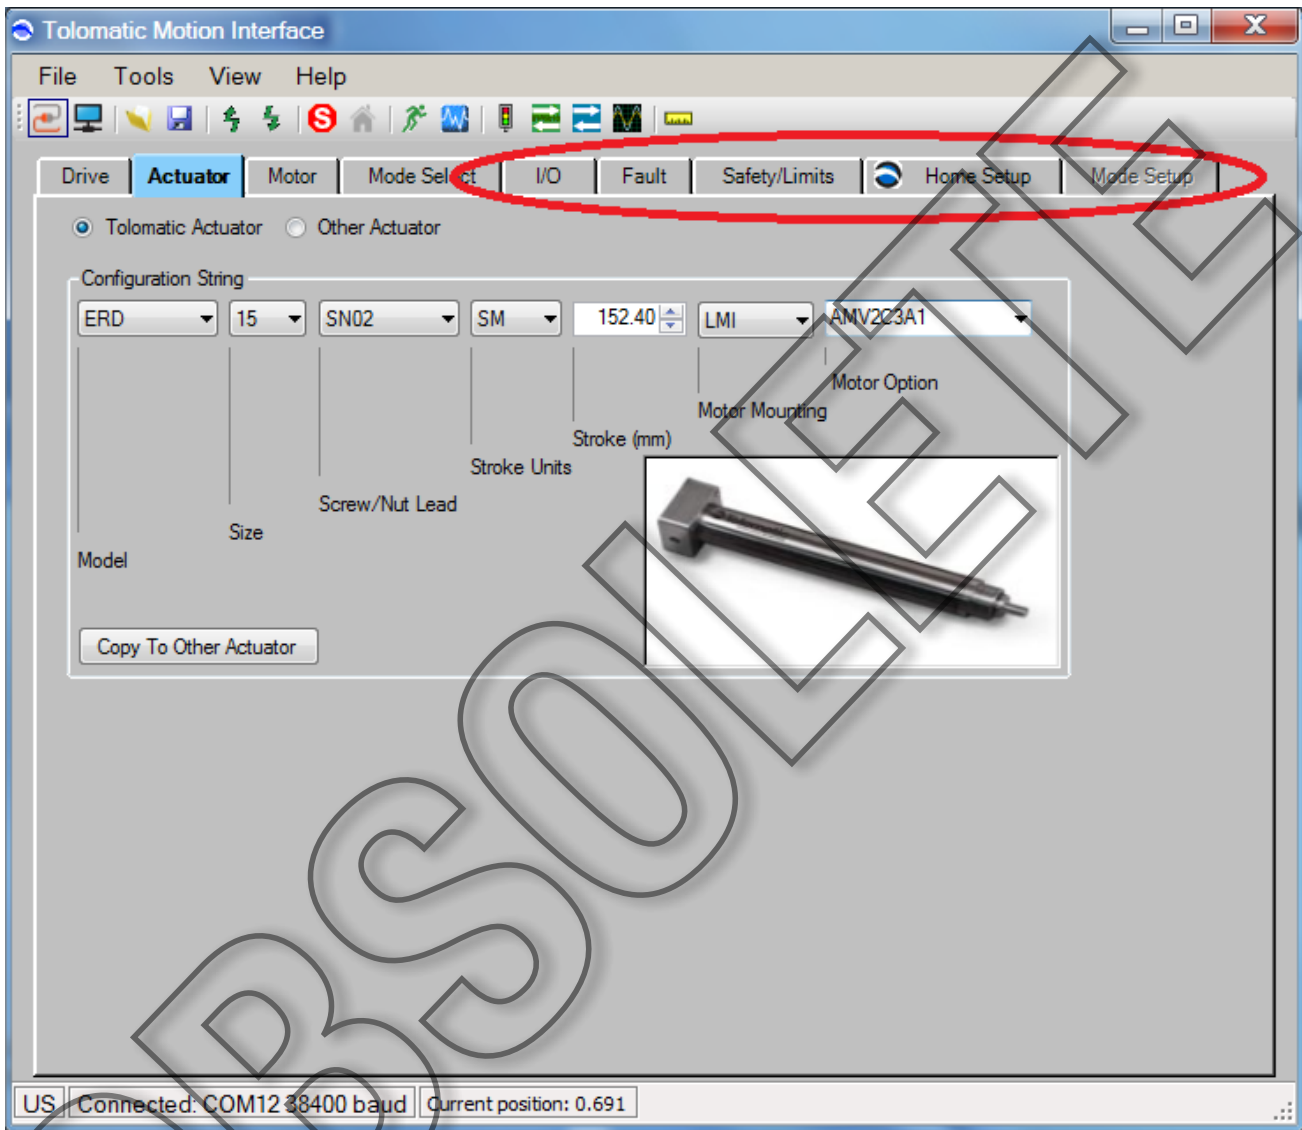 Tolomatic Motion Interface
File Tools View Help
Drive Actuator Motor Mode Select I/O Fault Safety/Limits Home Setup Mode Setup
Tolomatic Actuator Other Actuator
Configuration String
ERD 15 SN02 SM 152.40 LMI AMV2C3A1
Motor Option
Motor Mounting
Stroke (mm)
Stroke Units
Screw/Nut Lead
Size
Model
Copy To Other Actuator
US Connected: COM12 38400 baud Current position: 0.691
OBSOLETE